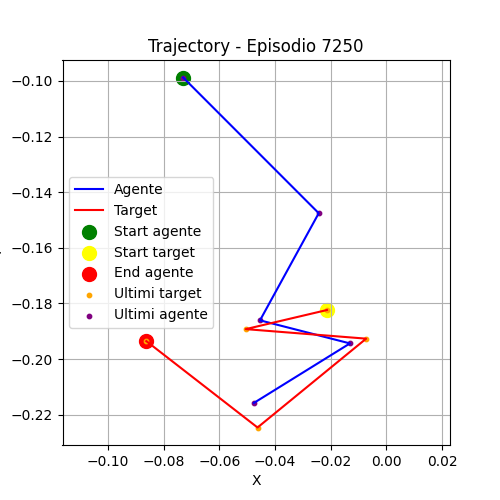 Trajectory - Episodio 7250
−0.10
−0.12
−0.14
−0.16
−0.18
−0.20
−0.22
Agente
Target
Start agente
Start target
End agente
Ultimi target
Ultimi agente
−0.10 −0.08 −0.06 −0.04 −0.02 0.00 0.02
X